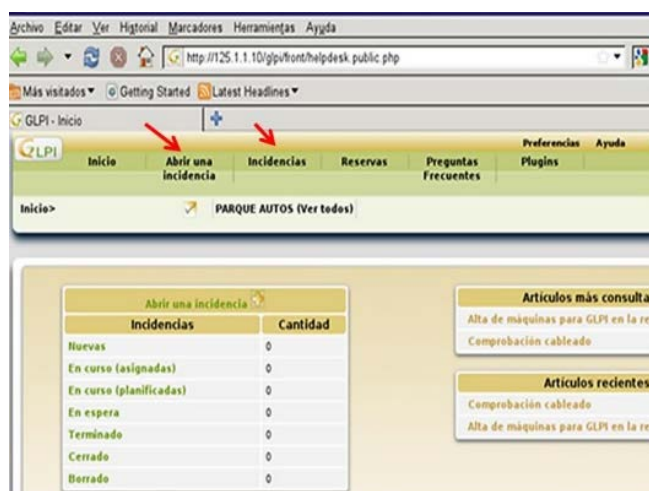 Archivo Editar Ver Historial Marcadores Herramientas Ayuda
http://125.1.1.10/glpi/front/helpdesk.public.php
Más visitados Getting Started Latest Headlines
GLPI - Inicio
GLPI
Preferencias Ayuda
Inicio Abrir una incidencia Incidencias Reservas Preguntas Frecuentes Plugins
Inicio> PARQUE AUTOS (Ver todos)
Abrir una incidencia
Incidencias Cantidad
Nuevas 0
En curso (asignadas) 0
En curso (planificadas) 0
En espera 0
Terminado 0
Cerrado 0
Borrado 0
Artículos más consulta
Alta de máquinas para GLPI en la re
Comprobación cableado
Artículos recientes
Comprobación cableado
Alta de máquinas para GLPI en la re